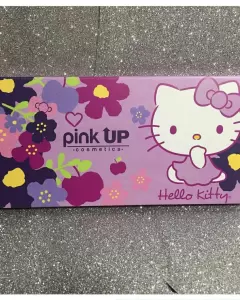 pink UP
-cosmetics-
Hello Kitty